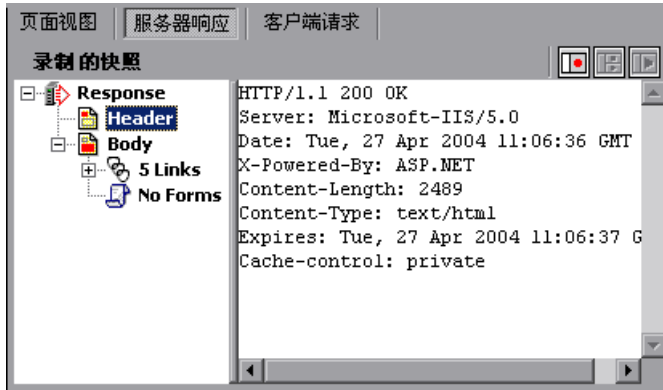 页面视图 服务器响应 客户端请求
录制的快照
Response
Header
Body
5 Links
No Forms
HTTP/1.1 200 OK
Server: Microsoft-IIS/5.0
Date: Tue, 27 Apr 2004 11:06:36 GMT
X-Powered-By: ASP.NET
Content-Length: 2489
Content-Type: text/html
Expires: Tue, 27 Apr 2004 11:06:37 G
Cache-control: private